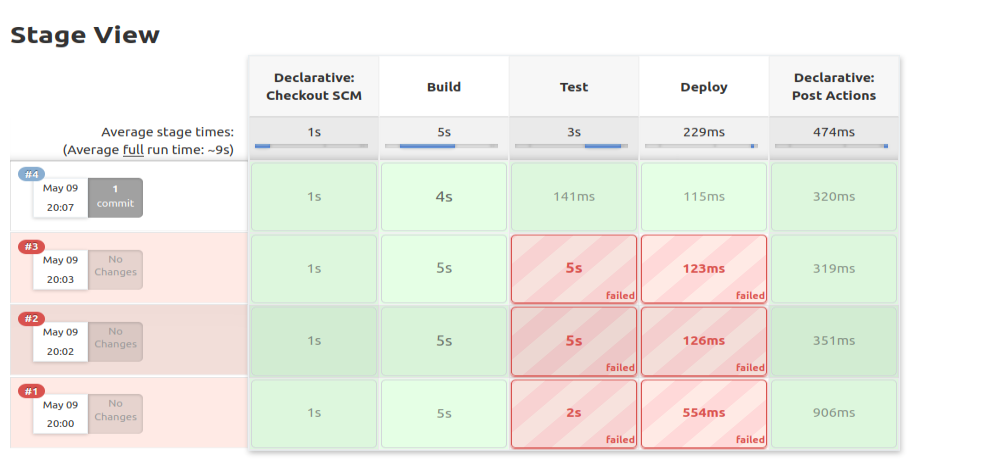 Stage View
Declarative:
Checkout SCM
Build
Test
Deploy
Declarative:
Post Actions
Average stage times:
(Average full run time: ~9s)
1s
5s
3s
229ms
474ms
#4
May 09
20:07
1
commit
1s
4s
141ms
115ms
320ms
#3
May 09
20:03
No
Changes
1s
5s
5s
failed
123ms
failed
319ms
#2
May 09
20:02
No
Changes
1s
5s
5s
failed
126ms
failed
351ms
#1
May 09
20:00
No
Changes
1s
5s
2s
failed
554ms
failed
906ms